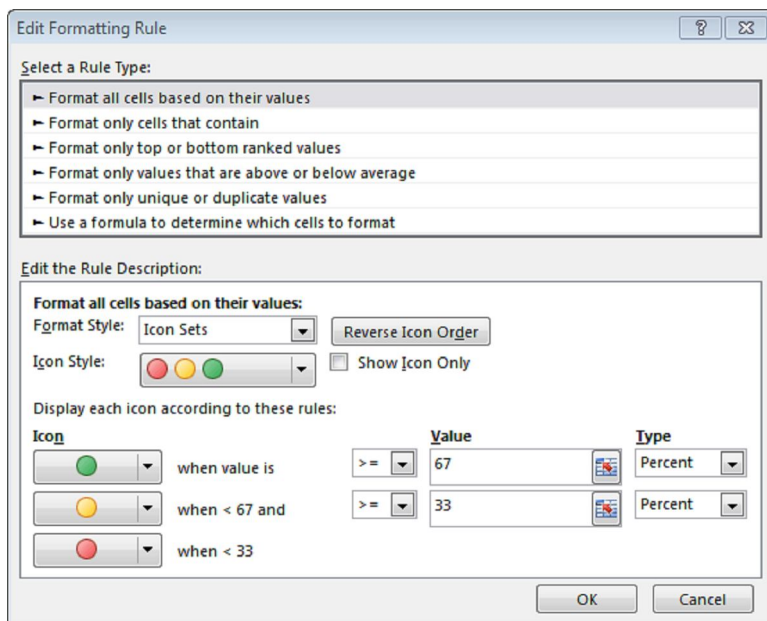 Edit Formatting Rule
Select a Rule Type:
► Format all cells based on their values
► Format only cells that contain
► Format only top or bottom ranked values
► Format only values that are above or below average
► Format only unique or duplicate values
► Use a formula to determine which cells to format
Edit the Rule Description:
Format all cells based on their values:
Format Style: Icon Sets Reverse Icon Order
Icon Style: Show Icon Only
Display each icon according to these rules:
Icon Value Type
when value is >= 67 Percent
when < 67 and >= 33 Percent
when < 33
OK Cancel